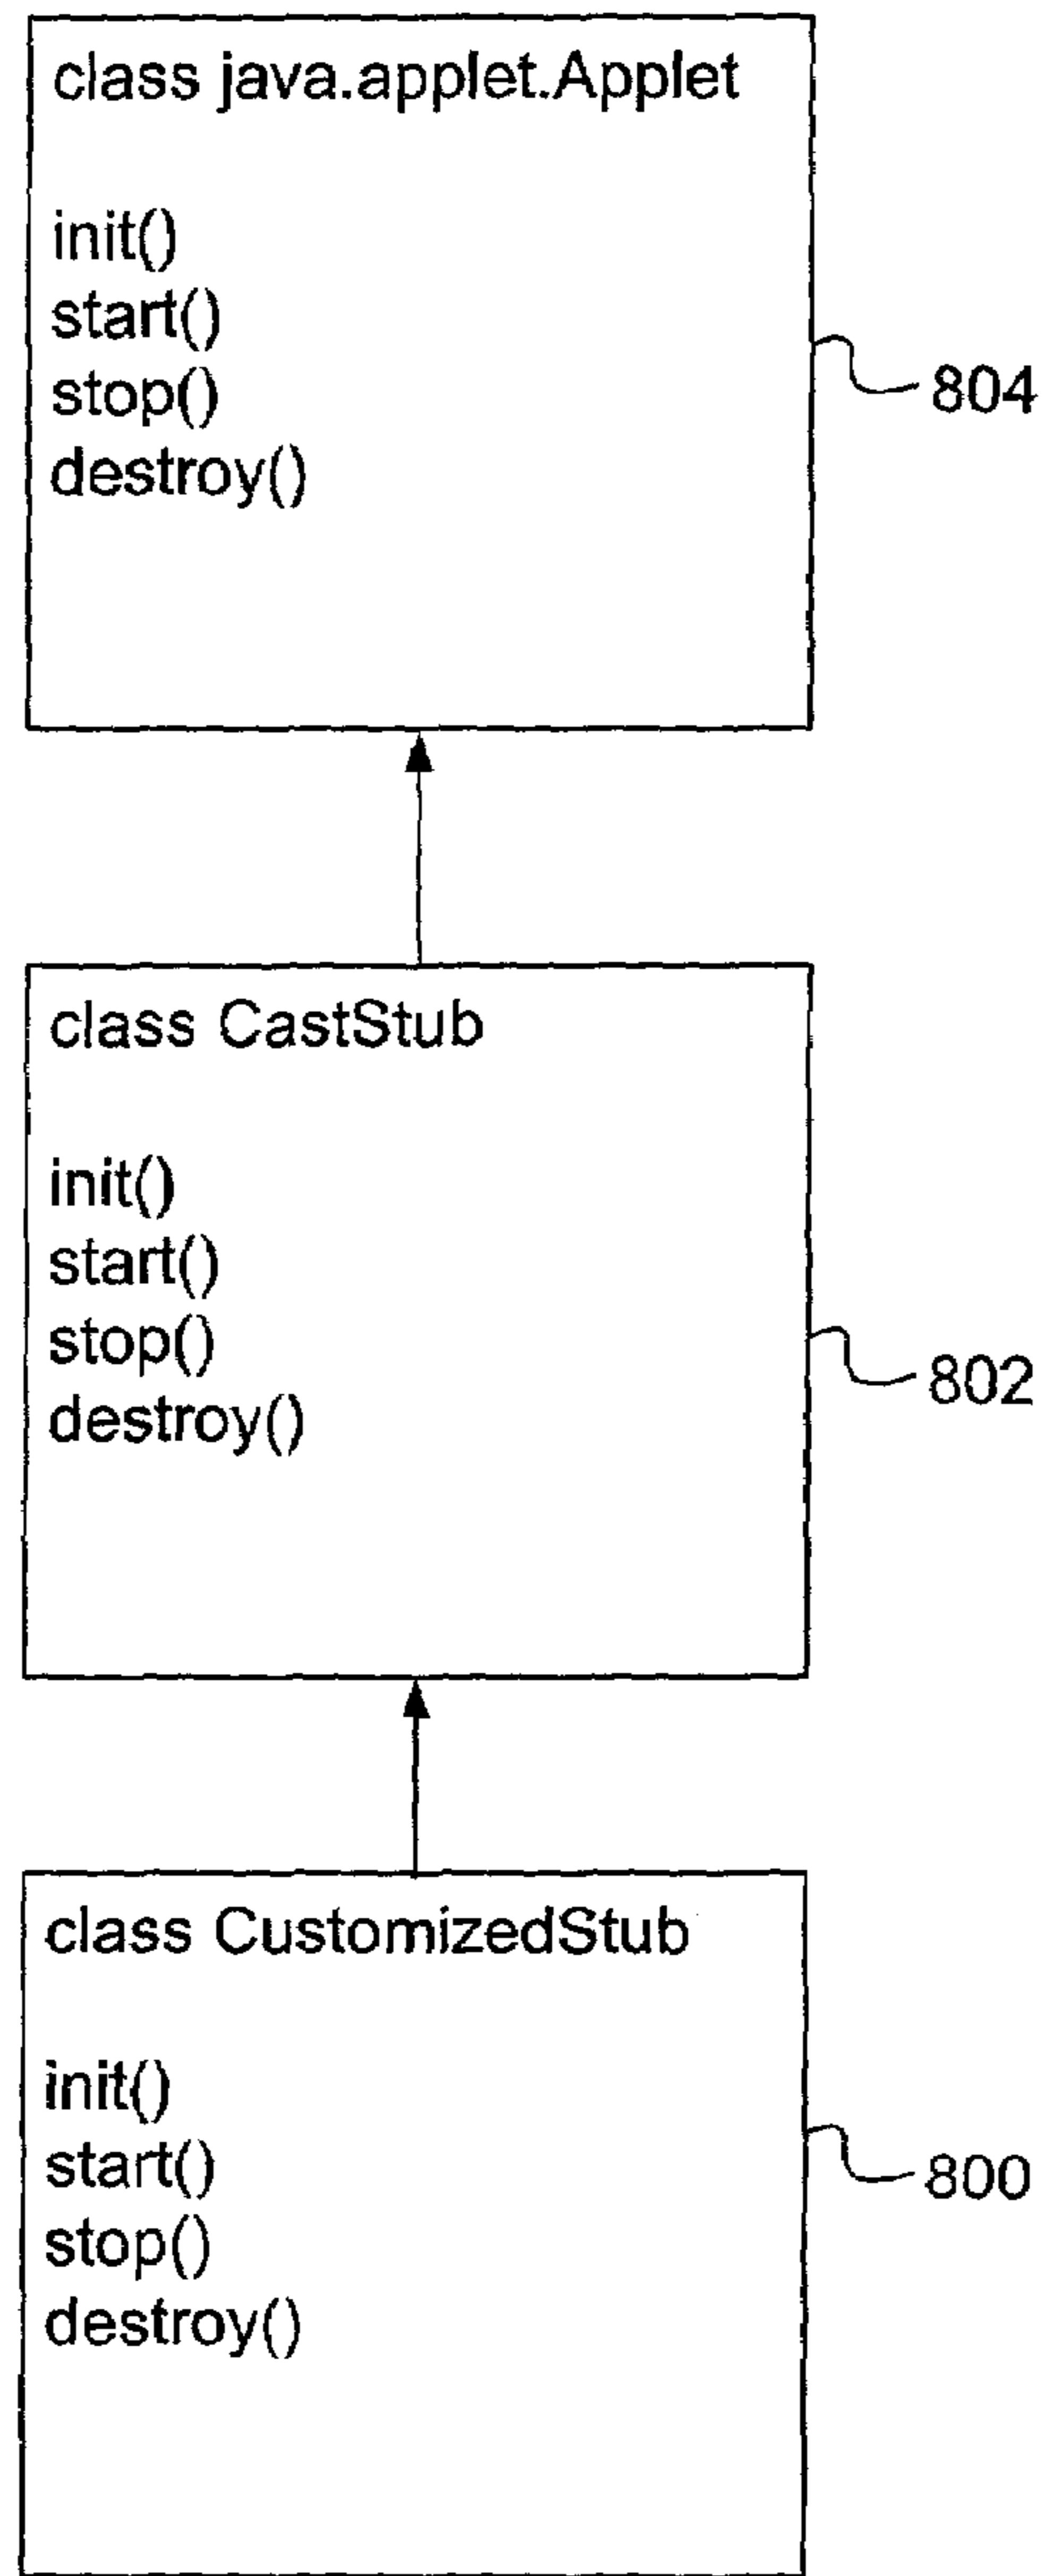 class java.applet.Applet
init()
start()
stop()
destroy()
804
class CastStub
init()
start()
stop()
destroy()
802
class CustomizedStub
init()
start()
stop()
destroy()
800